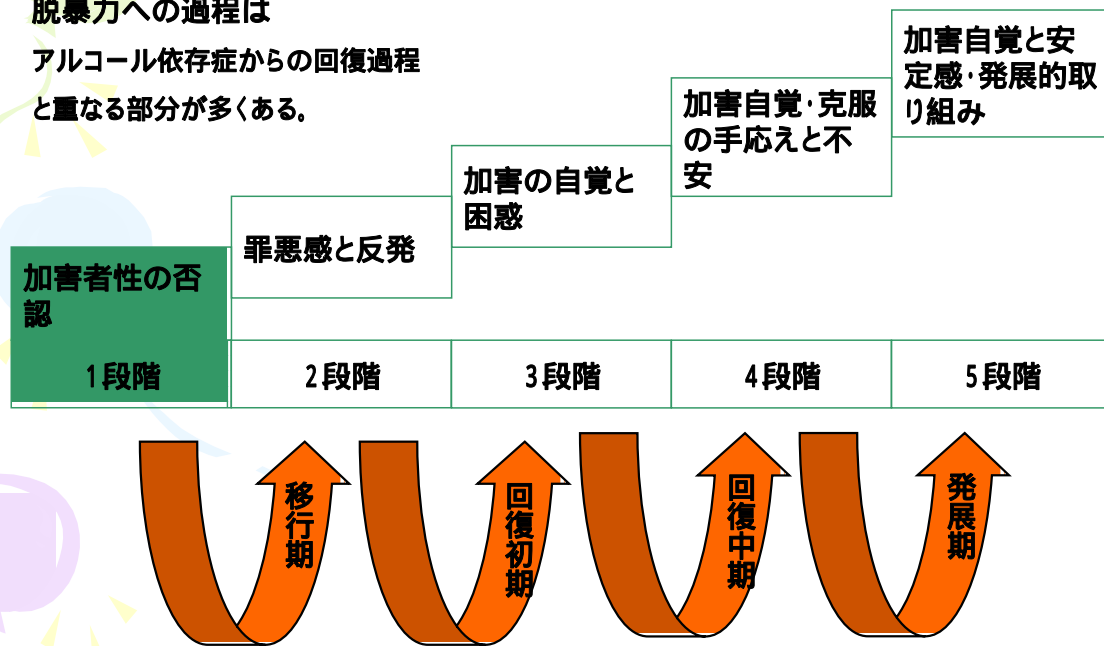 脱暴力への過程は
アルコール依存症からの回復過程
と重なる部分が多くある。
加害自覚と安
定感・発展的取
り組み
加害自覚・克服
の手応えと不
安
加害の自覚と
困惑
罪悪感と反発
加害者性の否
認
1段階
2段階
3段階
4段階
5段階
移行期
回復初期
回復中期
発展期